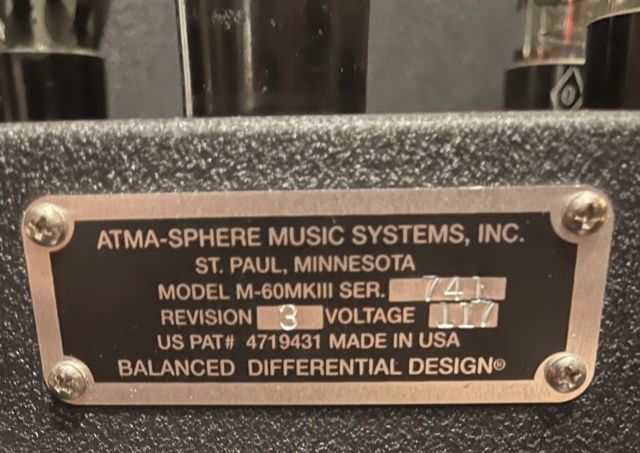 ATMA-SPHERE MUSIC SYSTEMS, INC.
ST. PAUL, MINNESOTA
MODEL M-60MKIII SER. 741
REVISION 3 VOLTAGE 117
US PAT# 4719431 MADE IN USA
BALANCED DIFFERENTIAL DESIGN®